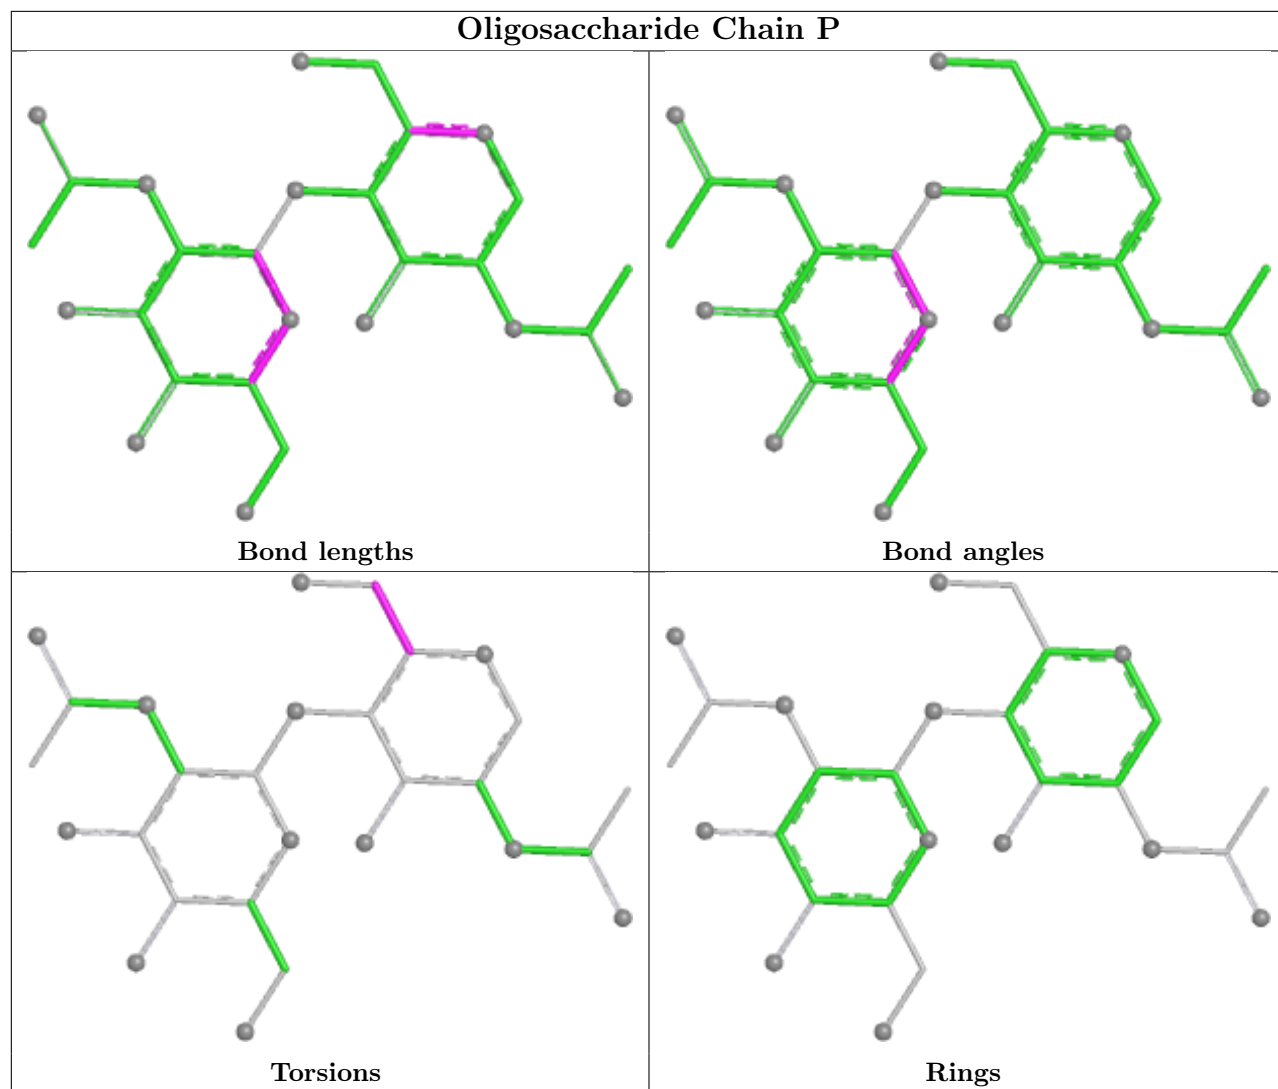 Oligosaccharide Chain P
Bond lengths
Bond angles
Torsions
Rings